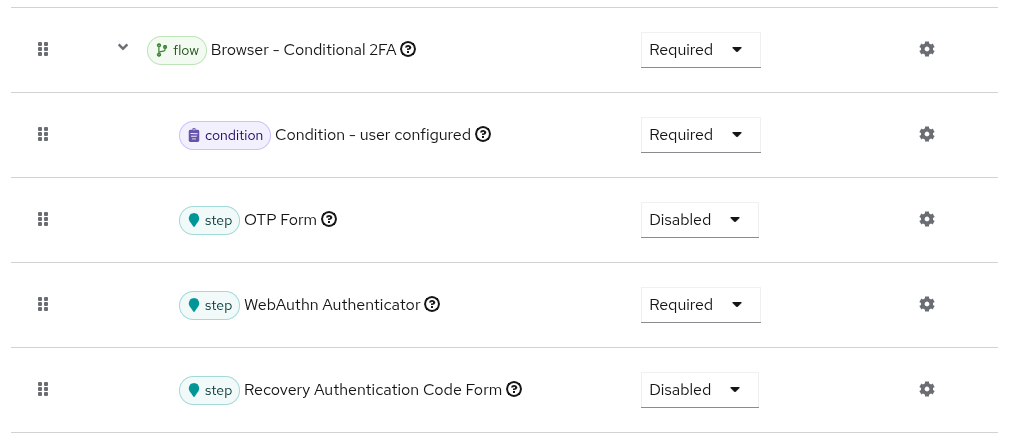 flow Browser - Conditional 2FA Required
condition Condition - user configured Required
step OTP Form Disabled
step WebAuthn Authenticator Required
step Recovery Authentication Code Form Disabled